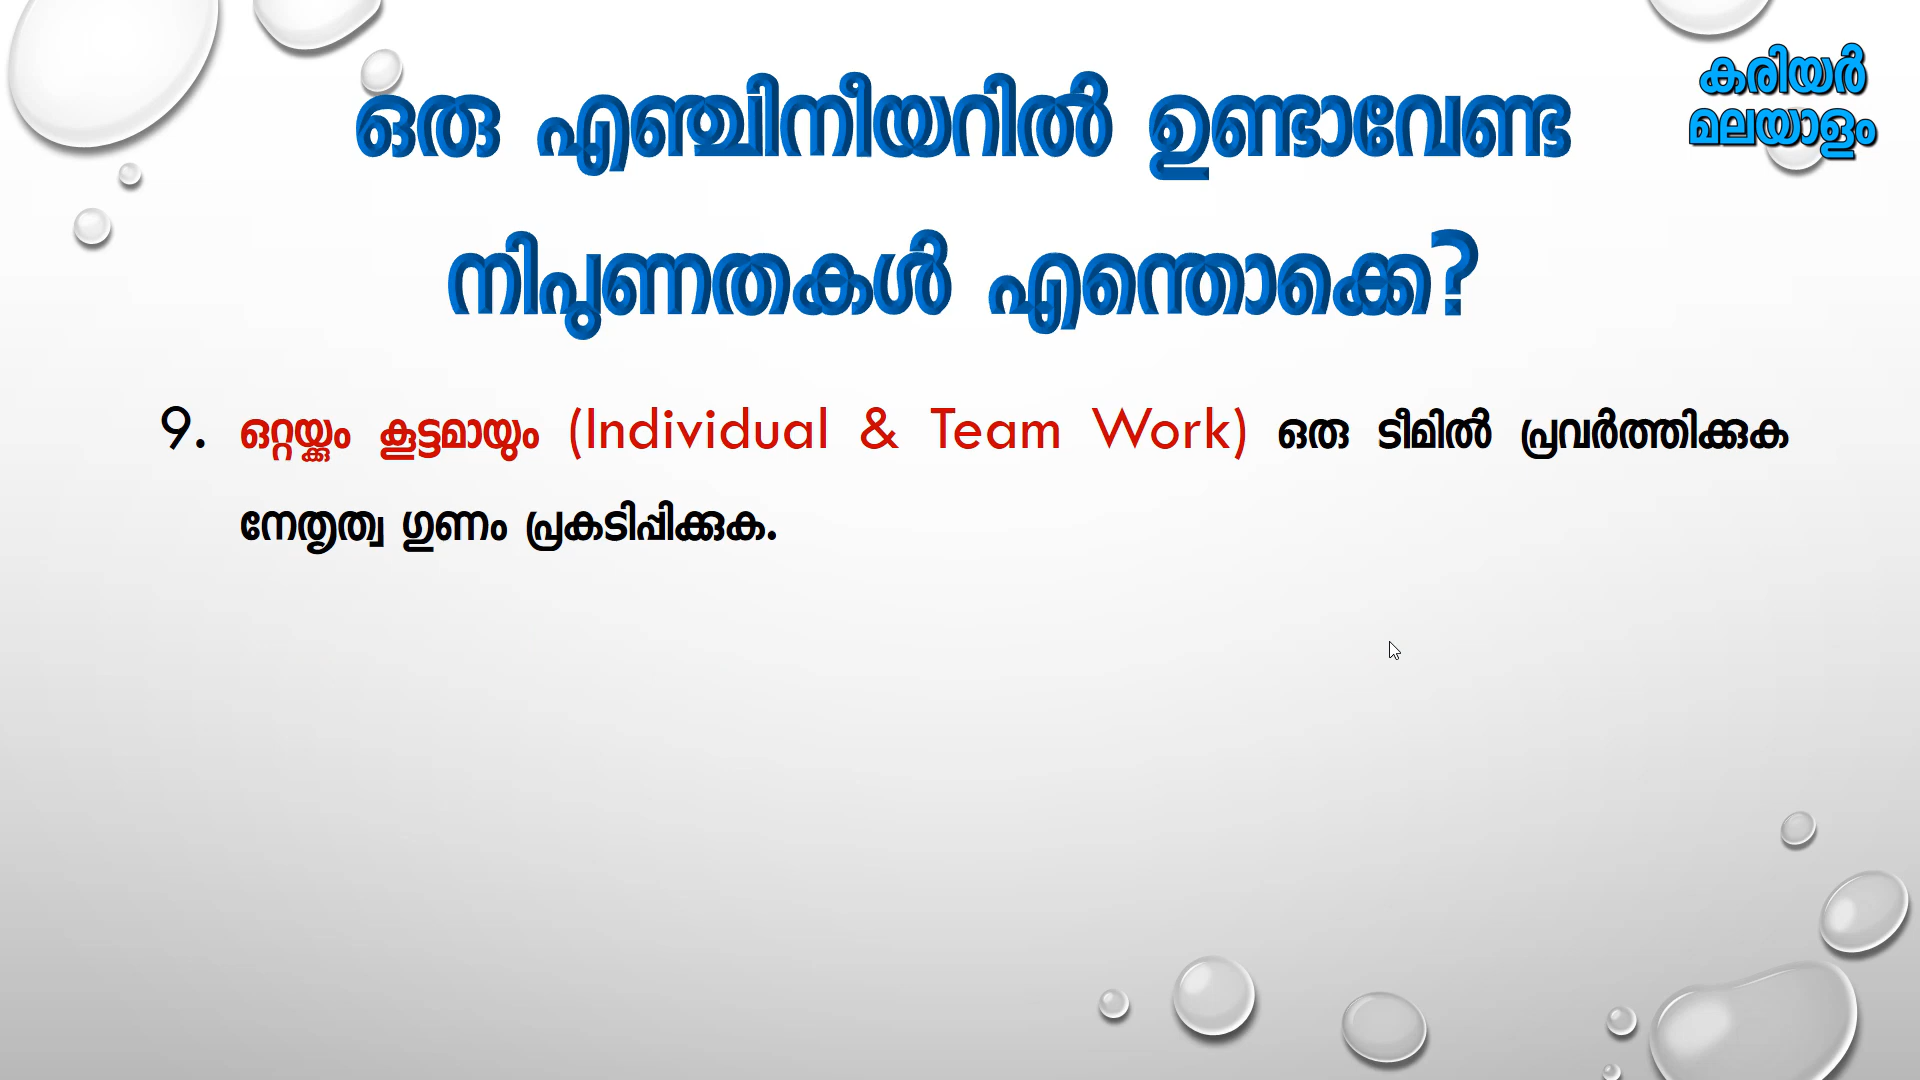 ഒരു എഞ്ചിനീയറിൽ ഉണ്ടാവേണ്ട
നിപുണതകൾ എന്തൊക്കെ?
കരിയർ
മലയാളം
9. ഒറ്റയ്ക്കും കൂട്ടമായും (Individual & Team Work) ഒരു ടീമിൽ പ്രവർത്തിക്കുക
നേതൃത്വ ഗുണം പ്രകടിപ്പിക്കുക.